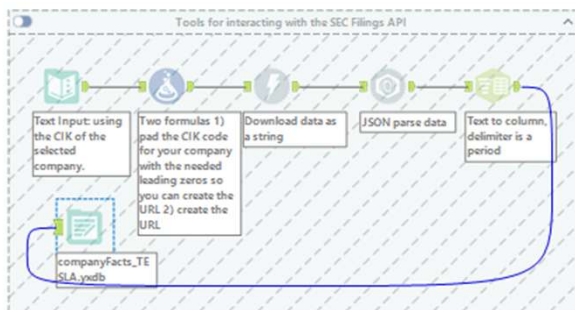 Tools for interacting with the SEC Filings API
Text Input: using
the CIK of the
selected
company.
Two formulas 1)
pad the CIK code
for your company
with the needed
leading zeros so
you can create the
URL 2) create the
URL
Download data as
a string
JSON parse data
Text to column,
delimiter is a
period
companyFacts_TE
SLA.yxdb